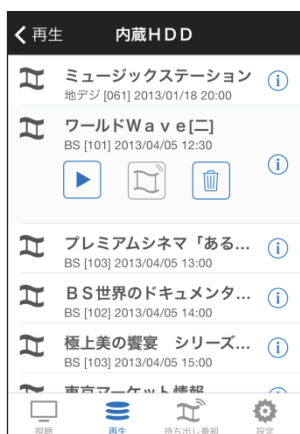 再生
内蔵HDD
ミュージックステーション
地デジ [061] 2013/01/18 20:00
ワールドWave[二]
BS [101] 2013/04/05 12:30
プレミアムシネマ「ある...
BS [103] 2013/04/05 13:00
BS世界のドキュメンタ...
BS [102] 2013/04/05 14:00
極上美の饗宴　シリーズ...
BS [103] 2013/04/05 15:00
東京マーケット情報
視聴
再生
持ち出し番組
設定